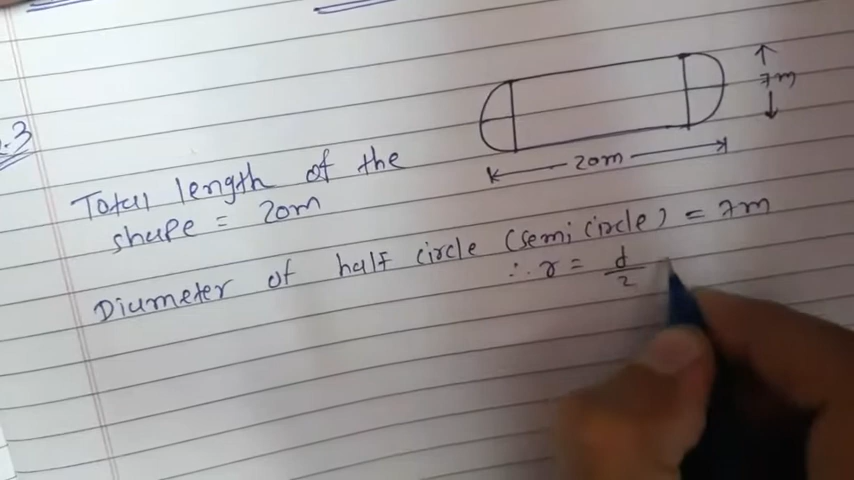 .3
7m
20m
Total length of the
shape = 20m
Diameter of half circle (semi circle) = 7m
∴ r = d/2